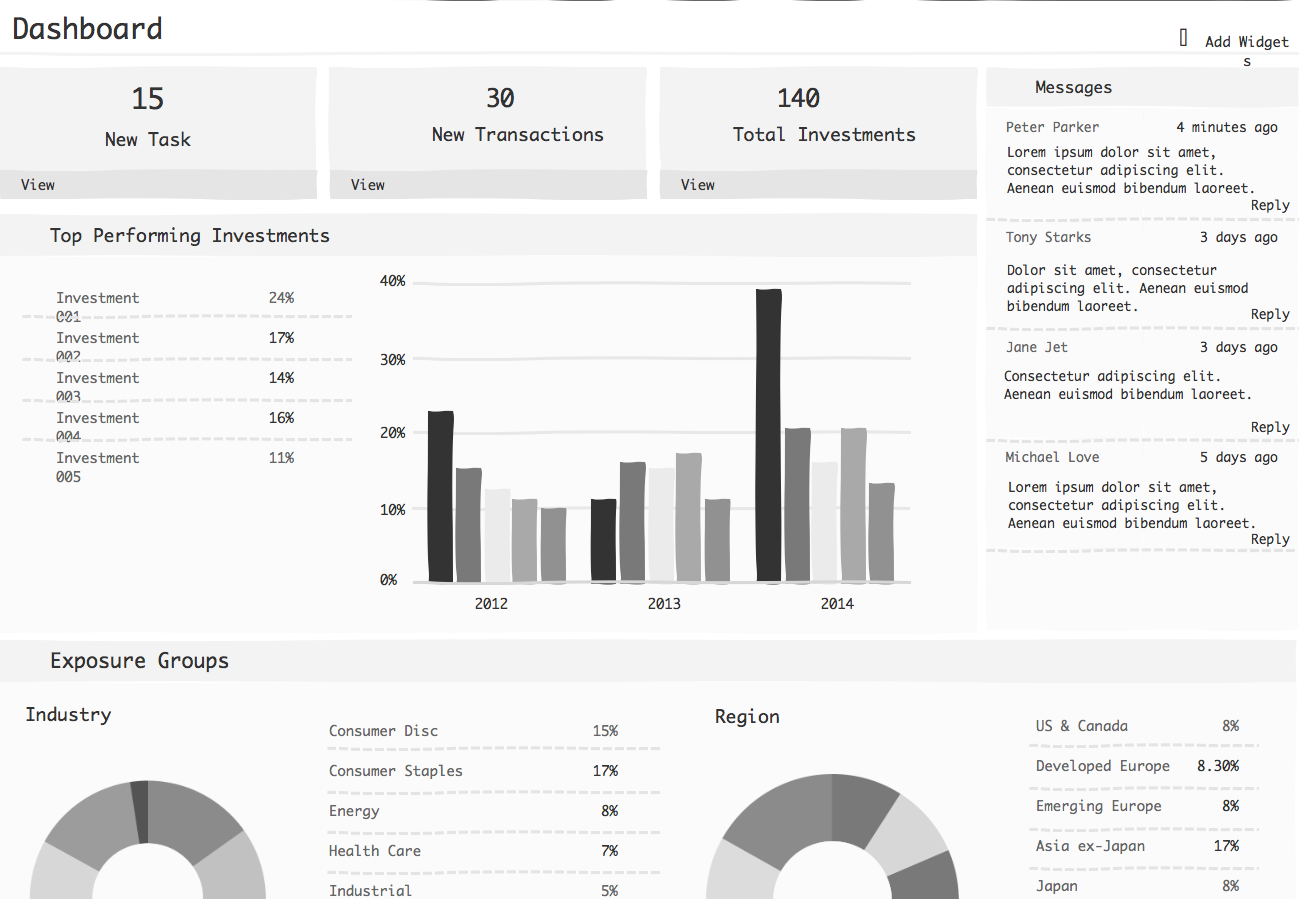 Dashboard
Add Widget
s
15
New Task
View
30
New Transactions
View
140
Total Investments
View
Messages
Peter Parker 4 minutes ago
Lorem ipsum dolor sit amet,
consectetur adipiscing elit.
Aenean euismod bibendum laoreet.
Reply
Tony Starks 3 days ago
Dolor sit amet, consectetur
adipiscing elit. Aenean euismod
bibendum laoreet.
Reply
Jane Jet 3 days ago
Consectetur adipiscing elit.
Aenean euismod bibendum laoreet.
Reply
Michael Love 5 days ago
Lorem ipsum dolor sit amet,
consectetur adipiscing elit.
Aenean euismod bibendum laoreet.
Reply
Top Performing Investments
Investment 24%
001
Investment 17%
002
Investment 14%
003
Investment 16%
004
Investment 11%
005
40%
30%
20%
10%
0%
2012 2013 2014
Exposure Groups
Industry
Consumer Disc 15%
Consumer Staples 17%
Energy 8%
Health Care 7%
Industrial 5%
Region
US & Canada 8%
Developed Europe 8.30%
Emerging Europe 8%
Asia ex-Japan 17%
Japan 8%